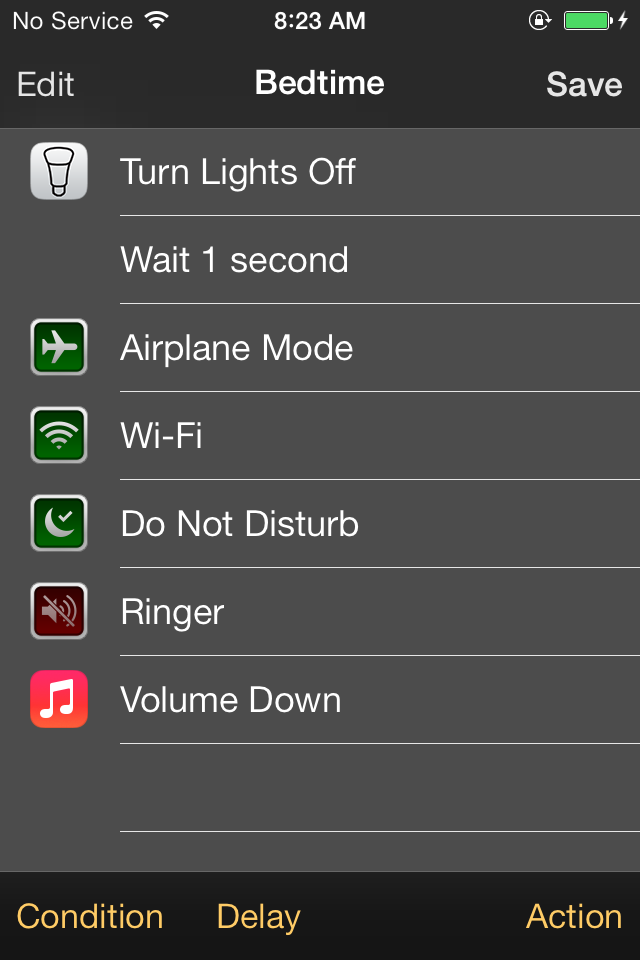 No Service 8:23 AM
Edit Bedtime Save
Turn Lights Off
Wait 1 second
Airplane Mode
Wi-Fi
Do Not Disturb
Ringer
Volume Down
Condition Delay Action